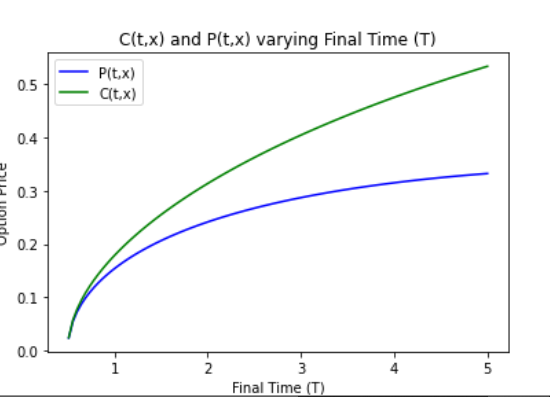 C(t,x) and P(t,x) varying Final Time (T)
P(t,x)
C(t,x)
Option Price
0.5
0.4
0.3
0.2
0.1
0.0
1 2 3 4 5
Final Time (T)